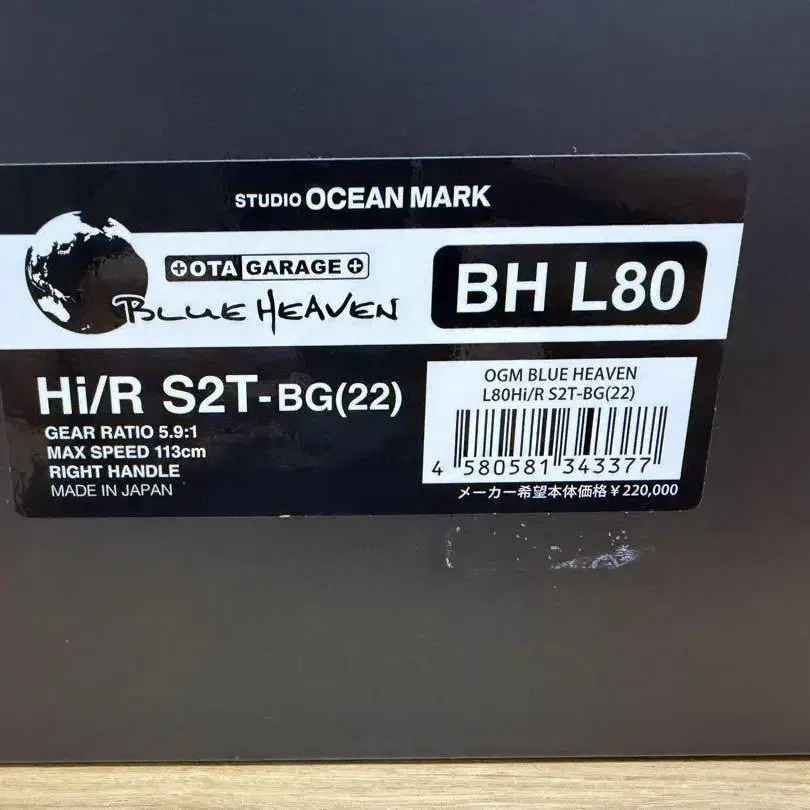 STUDIO OCEAN MARK
OTA GARAGE
BLUE HEAVEN
BH L80
Hi/R S2T-BG(22)
GEAR RATIO 5.9:1
MAX SPEED 113cm
RIGHT HANDLE
MADE IN JAPAN
OGM BLUE HEAVEN
L80Hi/R S2T-BG(22)
4 580581 343377
メーカー希望本体価格￥220,000